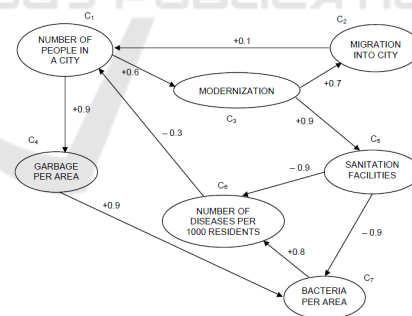 C1
C2
NUMBER OF
PEOPLE IN
A CITY
MIGRATION
INTO CITY
+0.1
+0.6
+0.7
MODERNIZATION
C3
+0.9
+0.9
C4
C5
GARBAGE
PER AREA
– 0.3
– 0.9
SANITATION
FACILITIES
C6
NUMBER OF
DISEASES PER
1000 RESIDENTS
+0.9
– 0.9
+0.8
C7
BACTERIA
PER AREA